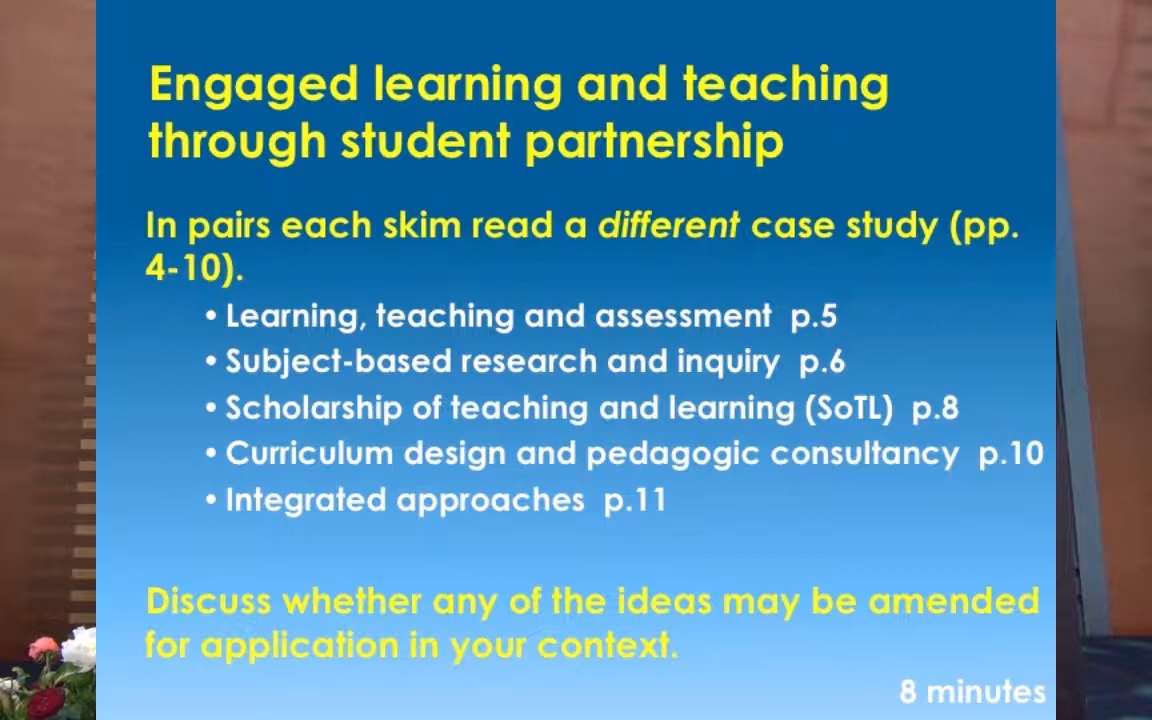 Engaged learning and teaching
through student partnership
In pairs each skim read a different case study (pp.
4-10).
• Learning, teaching and assessment p.5
• Subject-based research and inquiry p.6
• Scholarship of teaching and learning (SoTL) p.8
• Curriculum design and pedagogic consultancy p.10
• Integrated approaches p.11
Discuss whether any of the ideas may be amended
for application in your context.
8 minutes